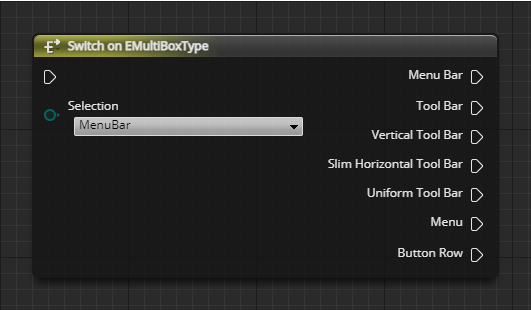 Switch on EMultiBoxType
Menu Bar
Selection
MenuBar
Tool Bar
Vertical Tool Bar
Slim Horizontal Tool Bar
Uniform Tool Bar
Menu
Button Row